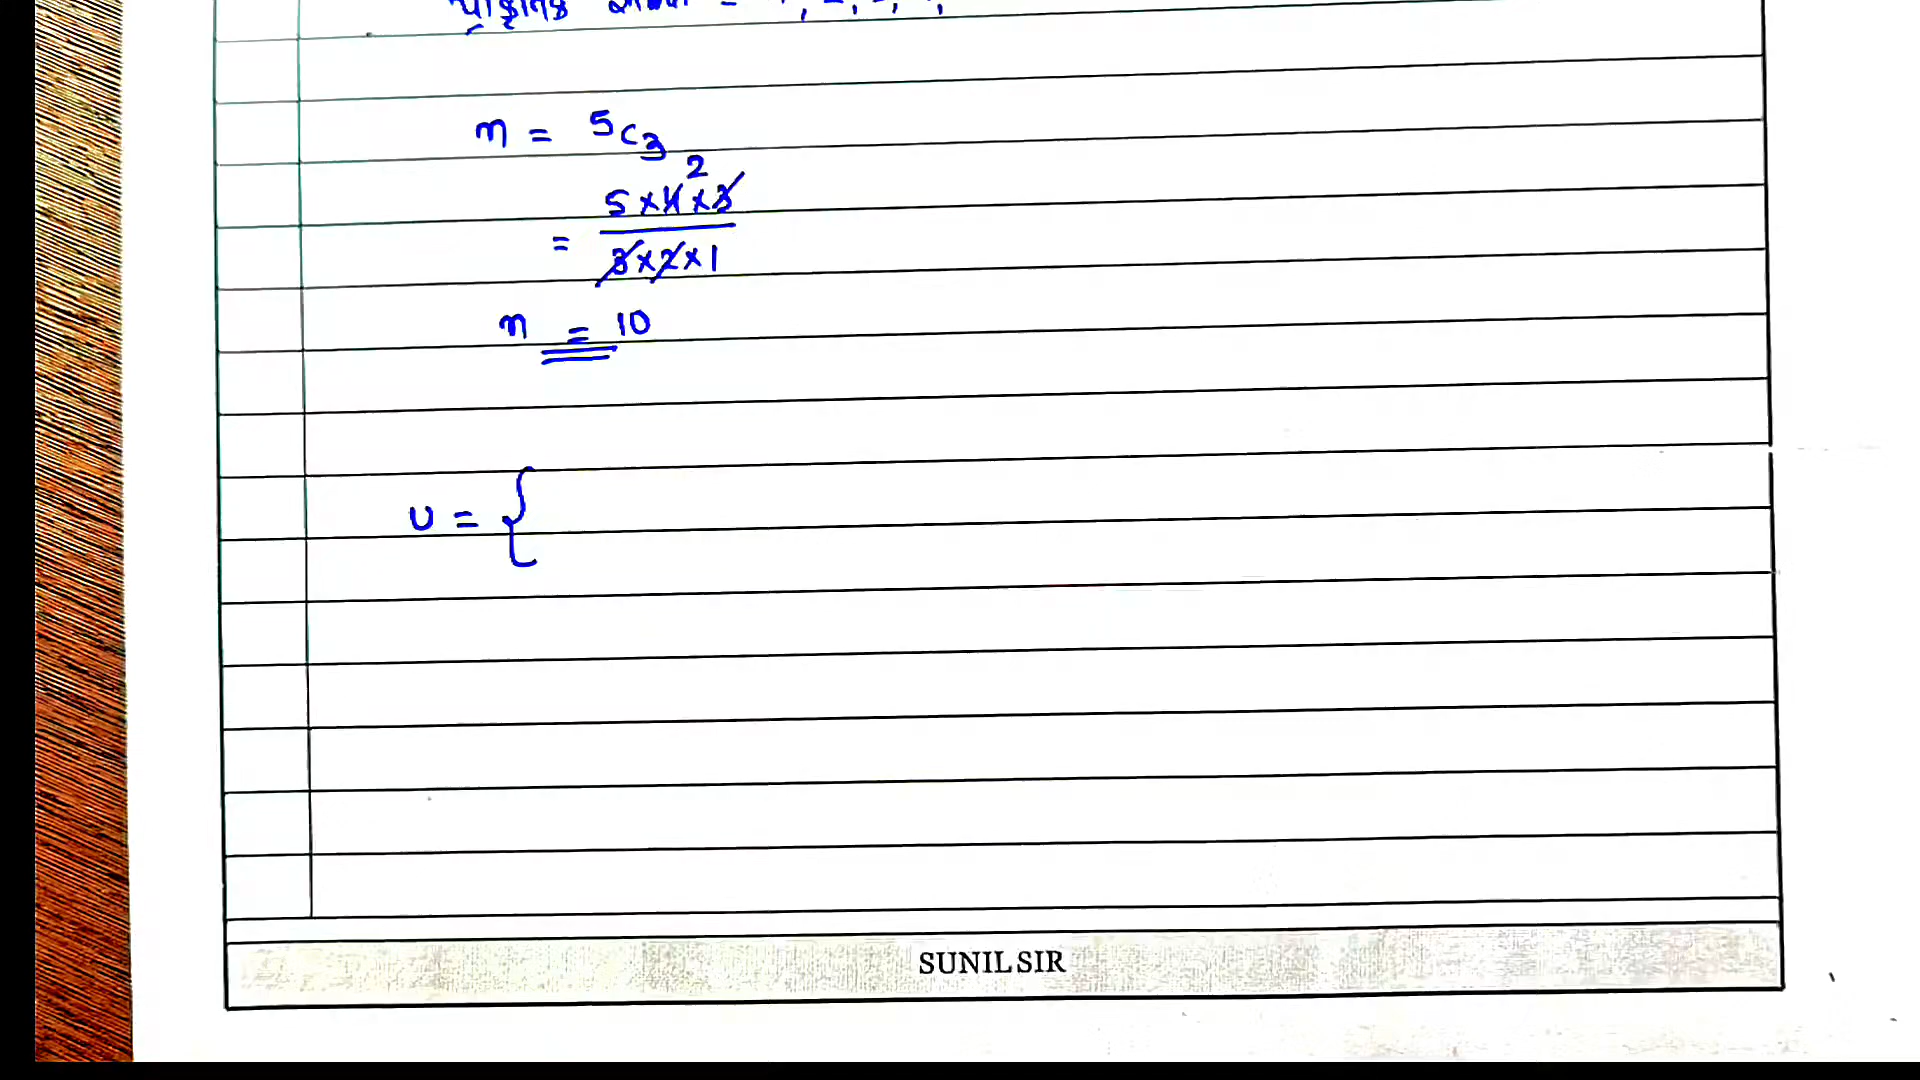 n = ⁵C₃
2
= (5×4×3)/(3×2×1)
n = 10
U = {
SUNIL SIR